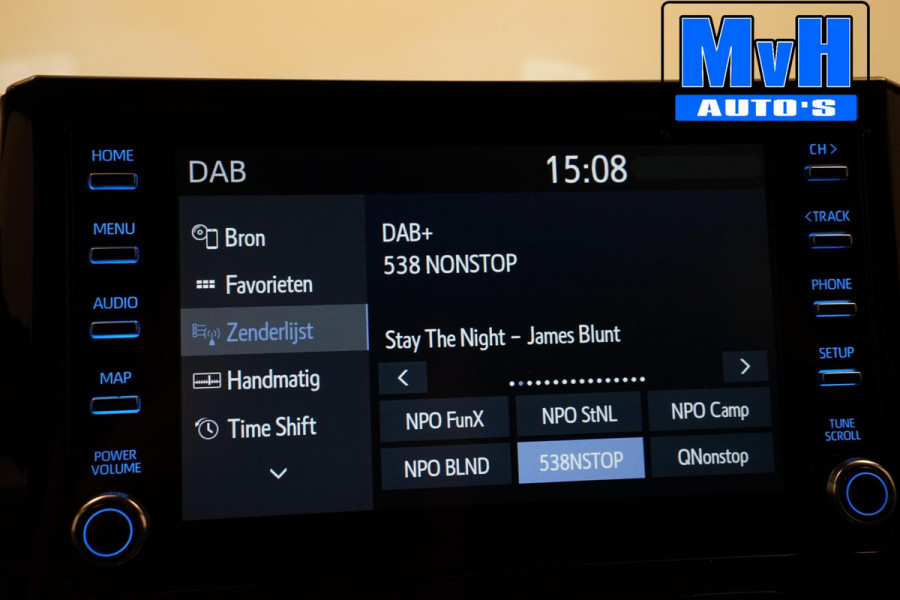 MvH
AUTO'S
HOME
MENU
AUDIO
MAP
POWER
VOLUME
DAB 15:08
Bron
Favorieten
Zenderlijst
Handmatig
Time Shift
DAB+
538 NONSTOP
Stay The Night – James Blunt
< >
NPO FunX NPO StNL NPO Camp
NPO BLND 538NSTOP QNonstop
CH >
< TRACK
PHONE
SETUP
TUNE
SCROLL